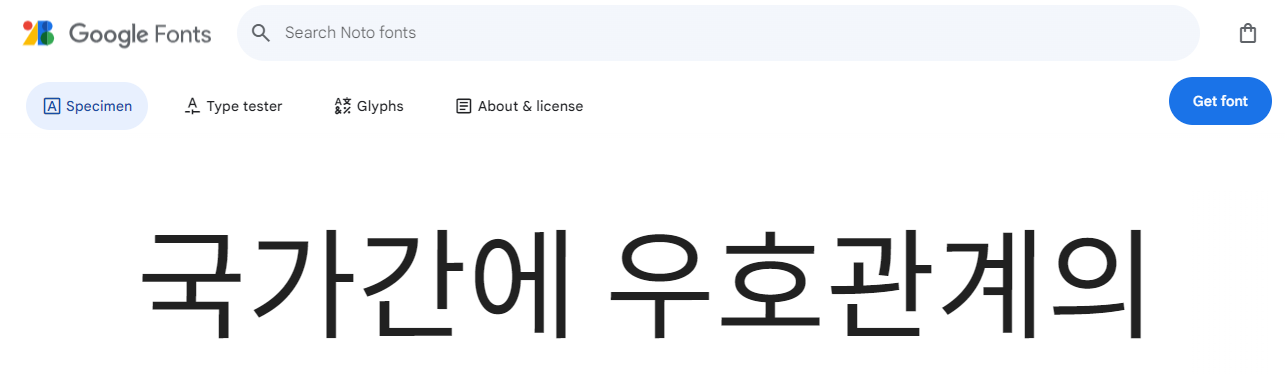 Google Fonts
Search Noto fonts
Specimen
Type tester
Glyphs
About & license
Get font
국가간에 우호관계의